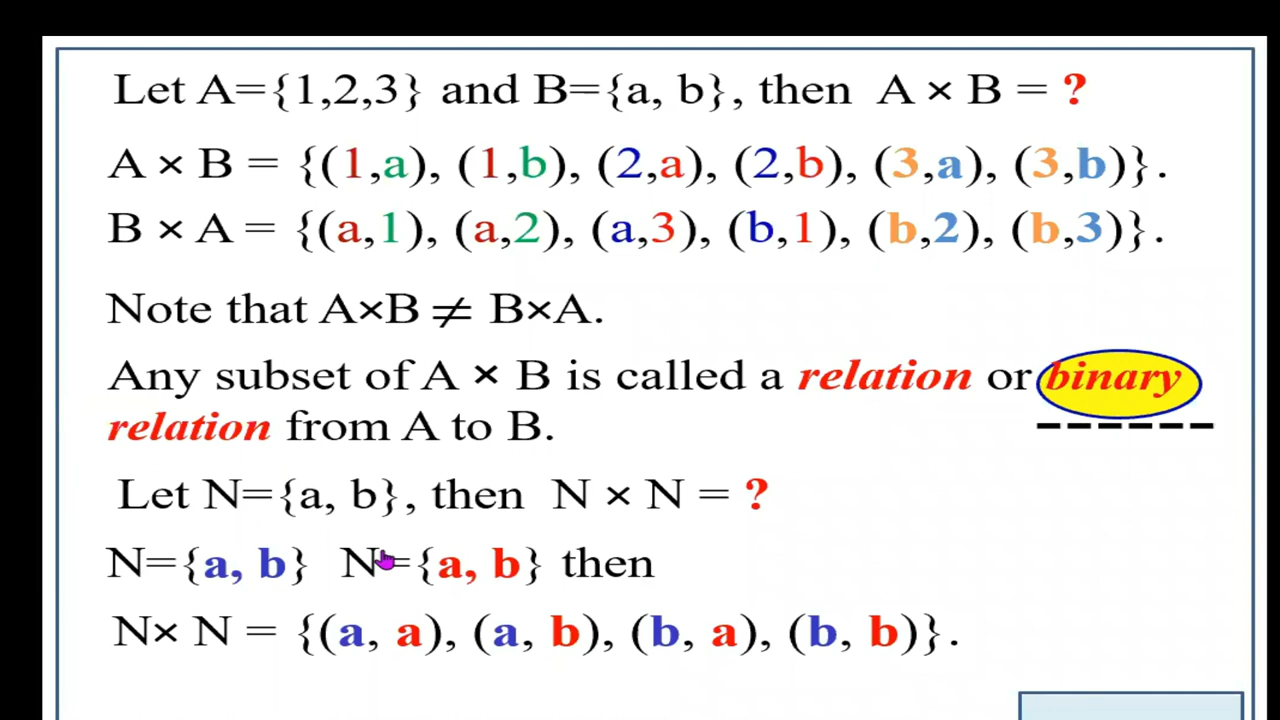 Let A={1,2,3} and B={a, b}, then A × B = ?
A × B = {(1,a), (1,b), (2,a), (2,b), (3,a), (3,b)}.
B × A = {(a,1), (a,2), (a,3), (b,1), (b,2), (b,3)}.
Note that A×B ≠ B×A.
Any subset of A × B is called a relation or binary
relation from A to B.
Let N={a, b}, then N × N = ?
N={a, b} N={a, b} then
N× N = {(a, a), (a, b), (b, a), (b, b)}.